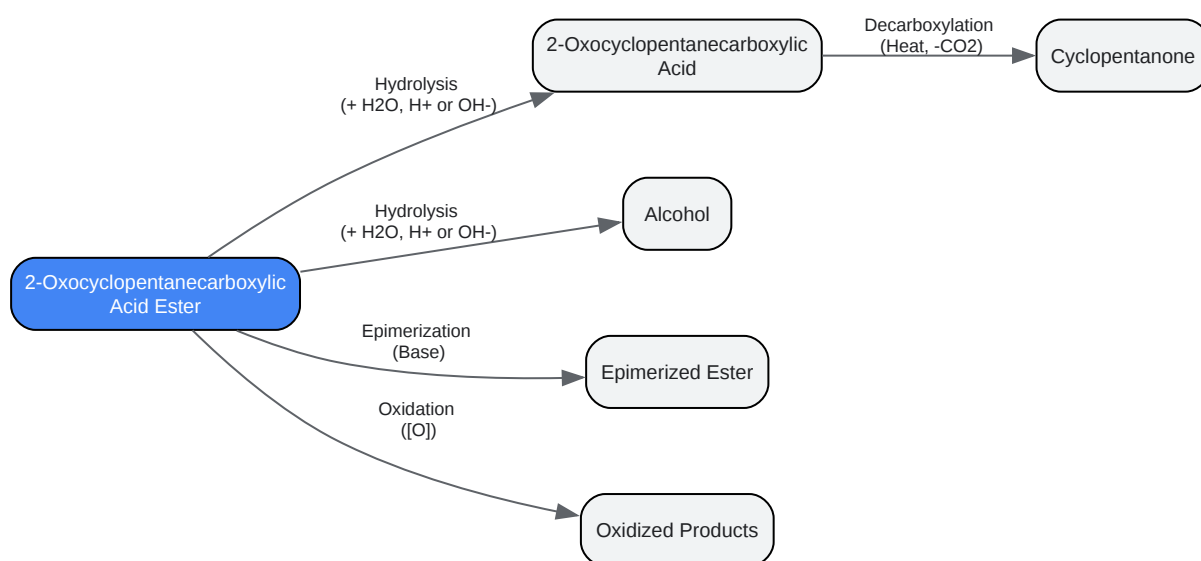 Decarboxylation
(Heat, -CO2)
2-Oxocyclopentanecarboxylic
Acid
Cyclopentanone
Hydrolysis
(+ H2O, H+ or OH-)
Hydrolysis
(+ H2O, H+ or OH-)
Alcohol
2-Oxocyclopentanecarboxylic
Acid Ester
Epimerization
(Base)
Epimerized Ester
Oxidation
([O])
Oxidized Products